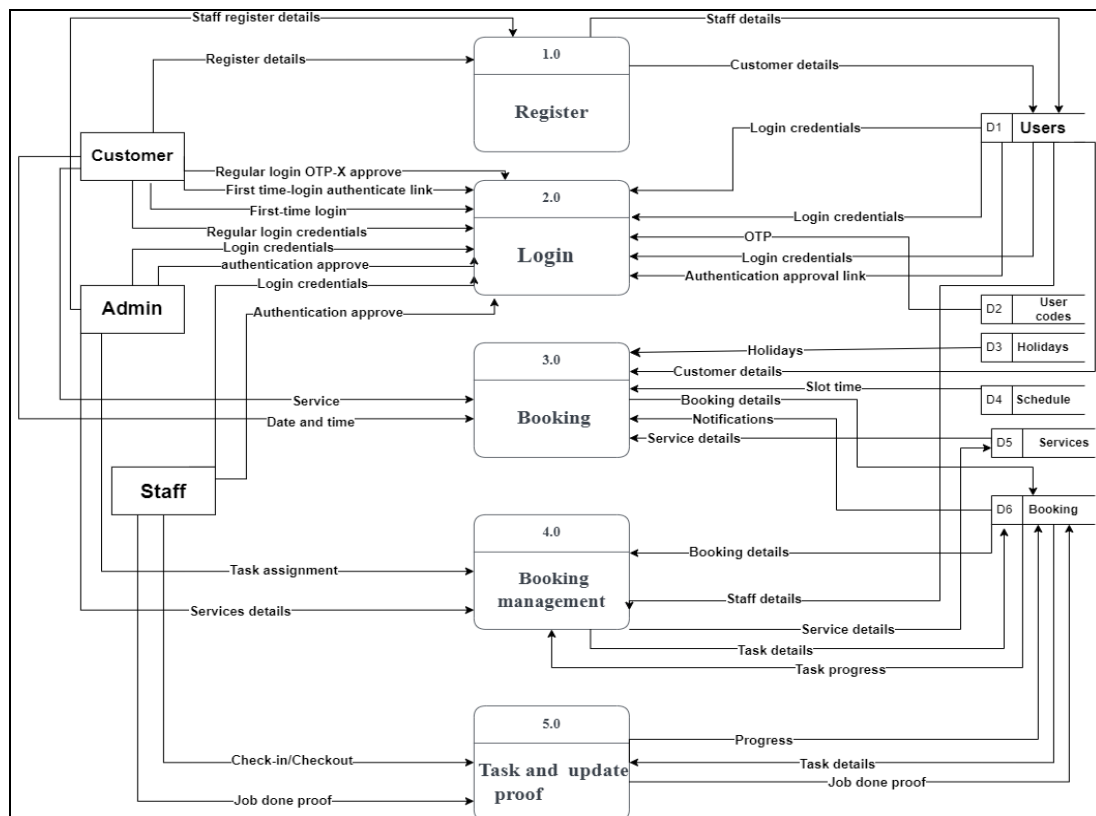 Staff register details
Staff details
1.0
Register details
Customer details
Register
D1 Users
Login credentials
Customer
Regular login OTP-X approve
First time-login authenticate link
2.0
First-time login
Login credentials
Regular login credentials
OTP
Login credentials
Login
Login credentials
authentication approve
Authentication approval link
Login credentials
Admin
D2 User
codes
Authentication approve
D3 Holidays
3.0
Holidays
Customer details
Slot time
Service
Booking details
D4 Schedule
Booking
Date and time
Notifications
Service details
D5 Services
Staff
D6 Booking
4.0
Booking details
Task assignment
Booking
management
Staff details
Services details
Service details
Task details
Task progress
5.0
Progress
Check-in/Checkout
Task details
Task and update
proof
Job done proof
Job done proof